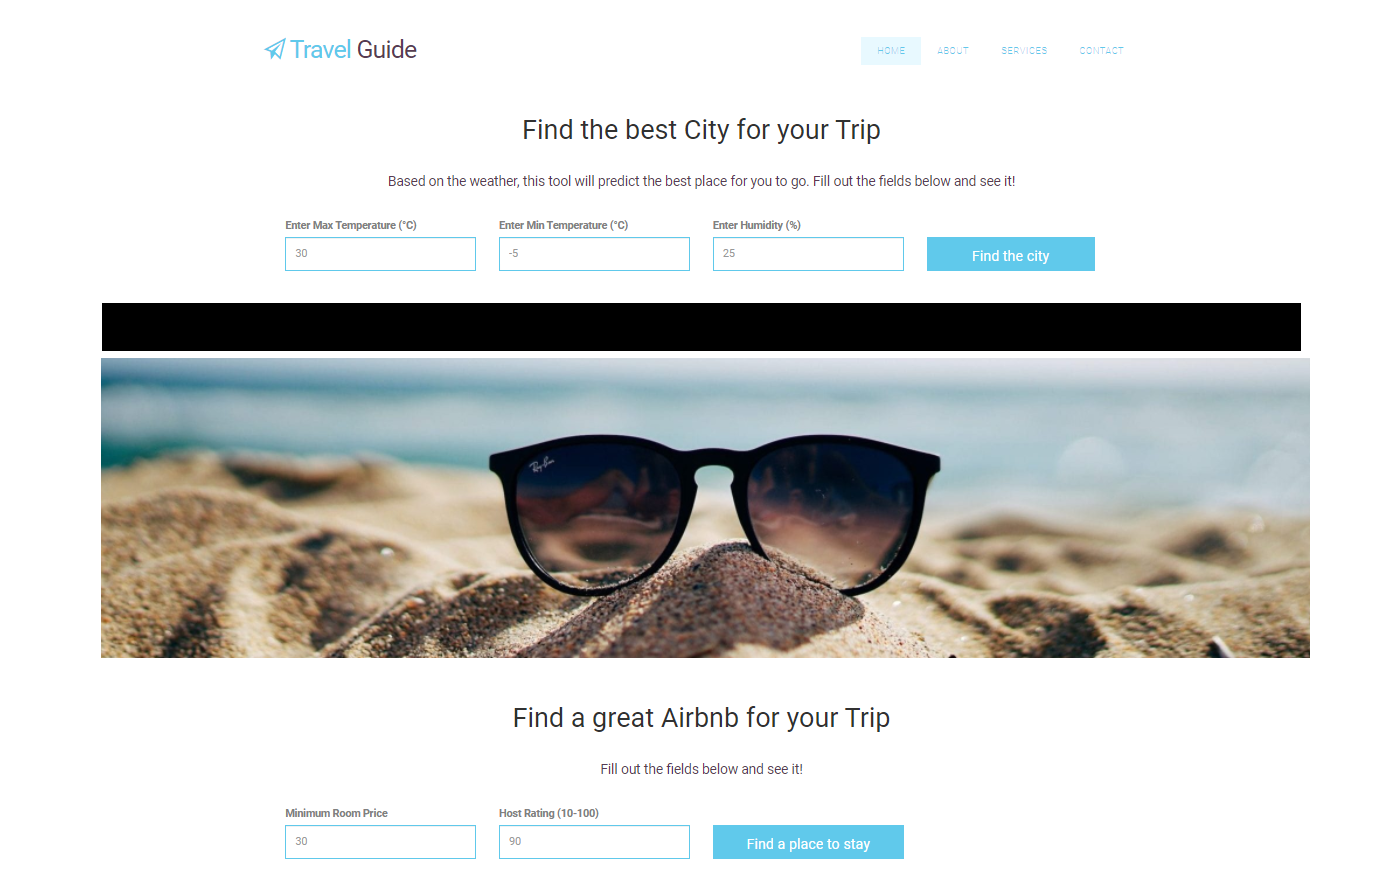 Travel Guide
HOME ABOUT SERVICES CONTACT
Find the best City for your Trip
Based on the weather, this tool will predict the best place for you to go. Fill out the fields below and see it!
Enter Max Temperature (°C) Enter Min Temperature (°C) Enter Humidity (%)
30 -5 25 Find the city
Ray-Ban
Find a great Airbnb for your Trip
Fill out the fields below and see it!
Minimum Room Price Host Rating (10-100)
30 90 Find a place to stay